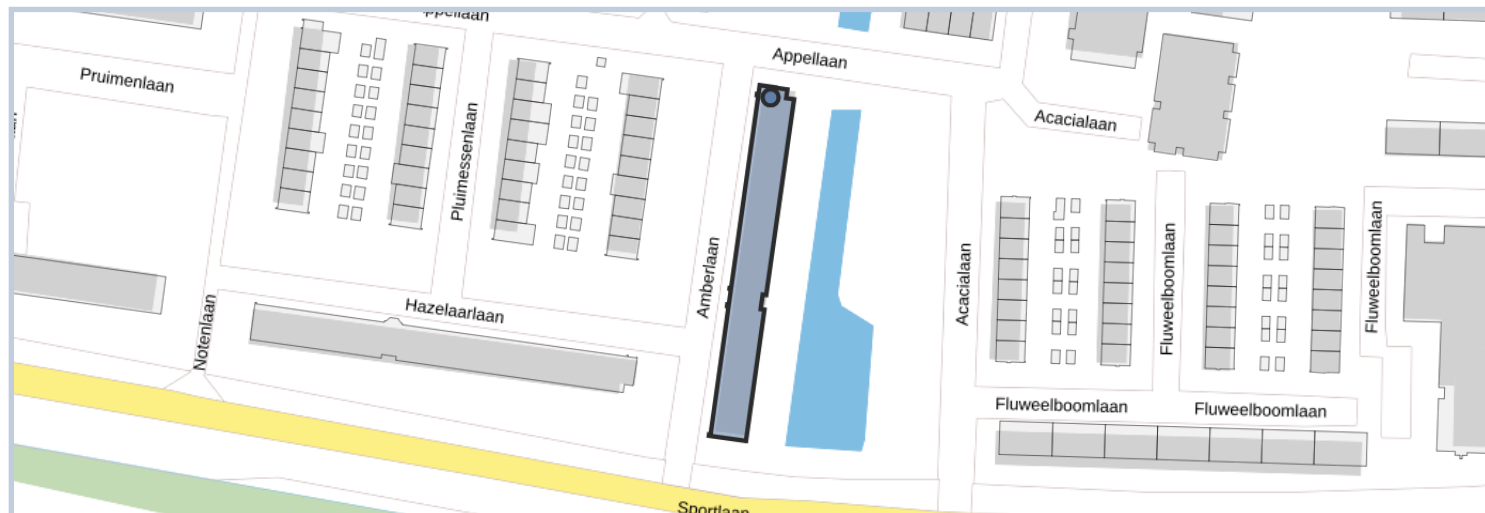 Appellaan
Appellaan
Pruimenlaan
Acacialaan
Pluimessenlaan
Amberlaan
Acacialaan
Fluweelboomlaan
Fluweelboomlaan
Hazelaarlaan
Notenlaan
Fluweelboomlaan
Fluweelboomlaan
Sportlaan